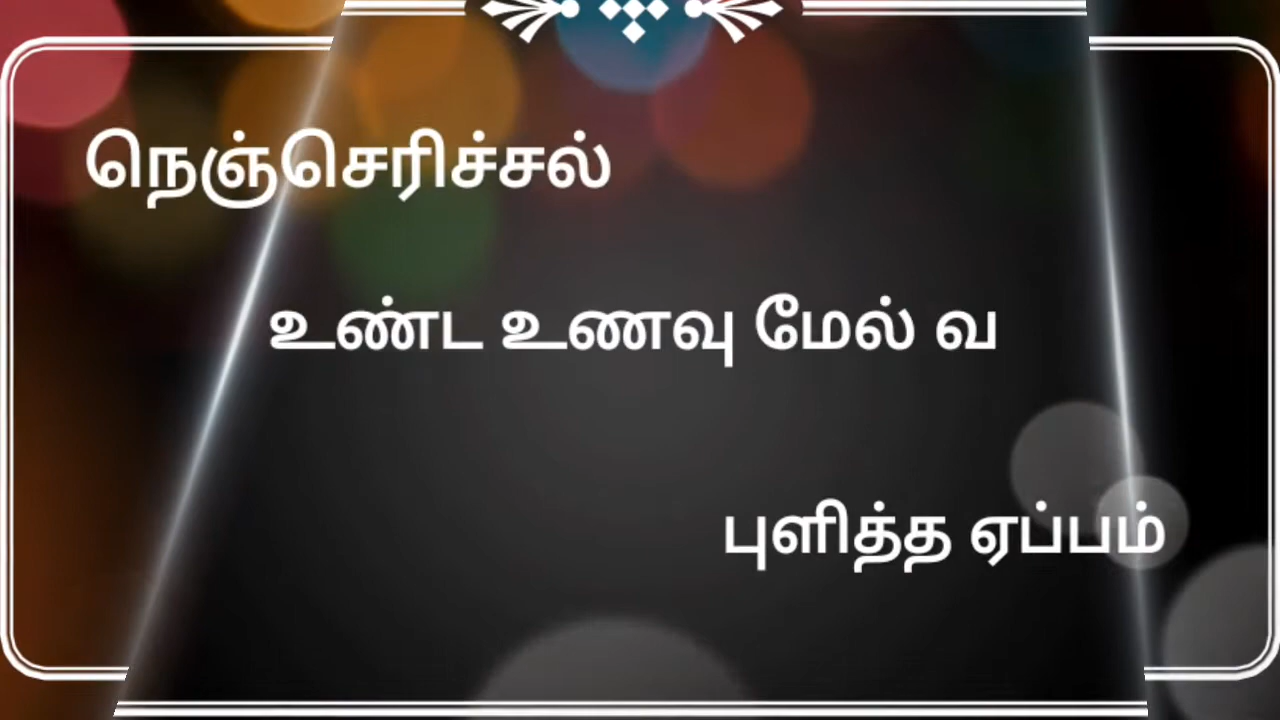 நெஞ்செரிச்சல்
உண்ட உணவு மேல் வ
புளித்த ஏப்பம்